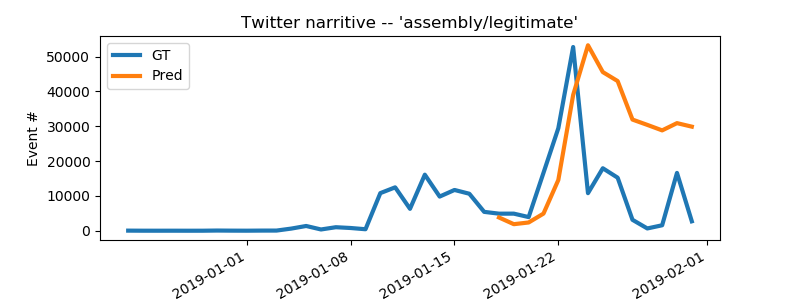 Twitter narritive -- 'assembly/legitimate'
GT
Pred
Event #
50000
40000
30000
20000
10000
0
2019-01-01
2019-01-08
2019-01-15
2019-01-22
2019-02-01